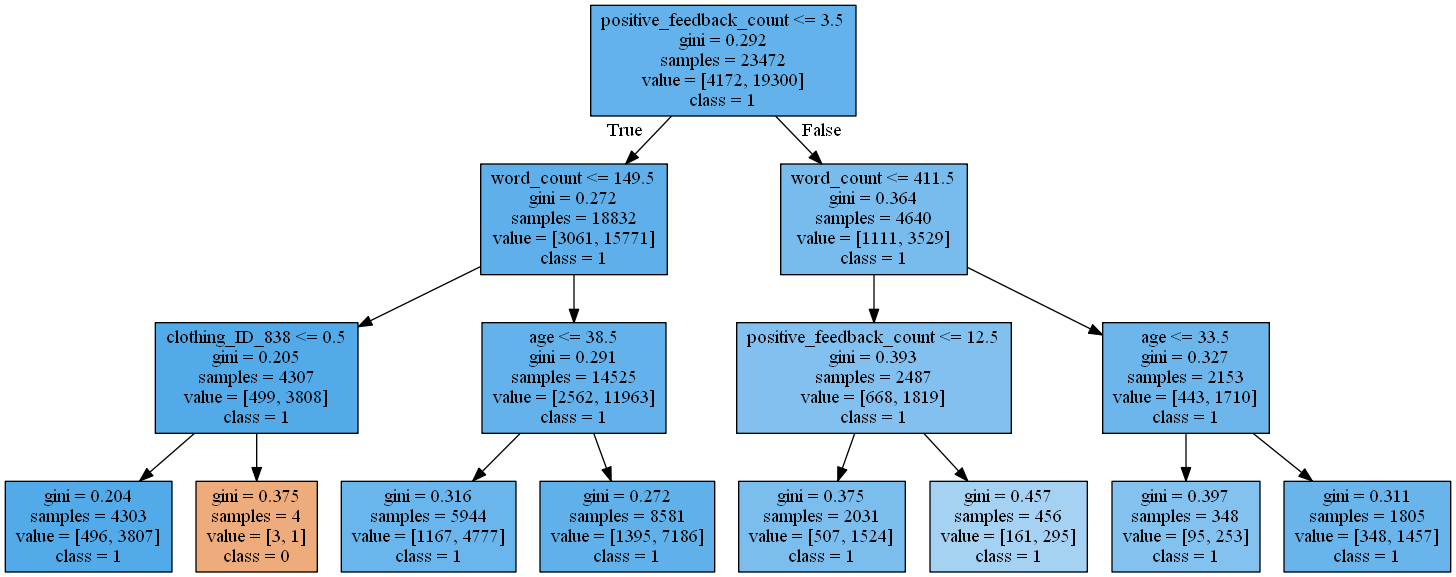 positive_feedback_count <= 3.5
gini = 0.292
samples = 23472
value = [4172, 19300]
class = 1
True
False
word_count <= 149.5
gini = 0.272
samples = 18832
value = [3061, 15771]
class = 1
word_count <= 411.5
gini = 0.364
samples = 4640
value = [1111, 3529]
class = 1
clothing_ID_838 <= 0.5
gini = 0.205
samples = 4307
value = [499, 3808]
class = 1
age <= 38.5
gini = 0.291
samples = 14525
value = [2562, 11963]
class = 1
positive_feedback_count <= 12.5
gini = 0.393
samples = 2487
value = [668, 1819]
class = 1
age <= 33.5
gini = 0.327
samples = 2153
value = [443, 1710]
class = 1
gini = 0.204
samples = 4303
value = [496, 3807]
class = 1
gini = 0.375
samples = 4
value = [3, 1]
class = 0
gini = 0.316
samples = 5944
value = [1167, 4777]
class = 1
gini = 0.272
samples = 8581
value = [1395, 7186]
class = 1
gini = 0.375
samples = 2031
value = [507, 1524]
class = 1
gini = 0.457
samples = 456
value = [161, 295]
class = 1
gini = 0.397
samples = 348
value = [95, 253]
class = 1
gini = 0.311
samples = 1805
value = [348, 1457]
class = 1